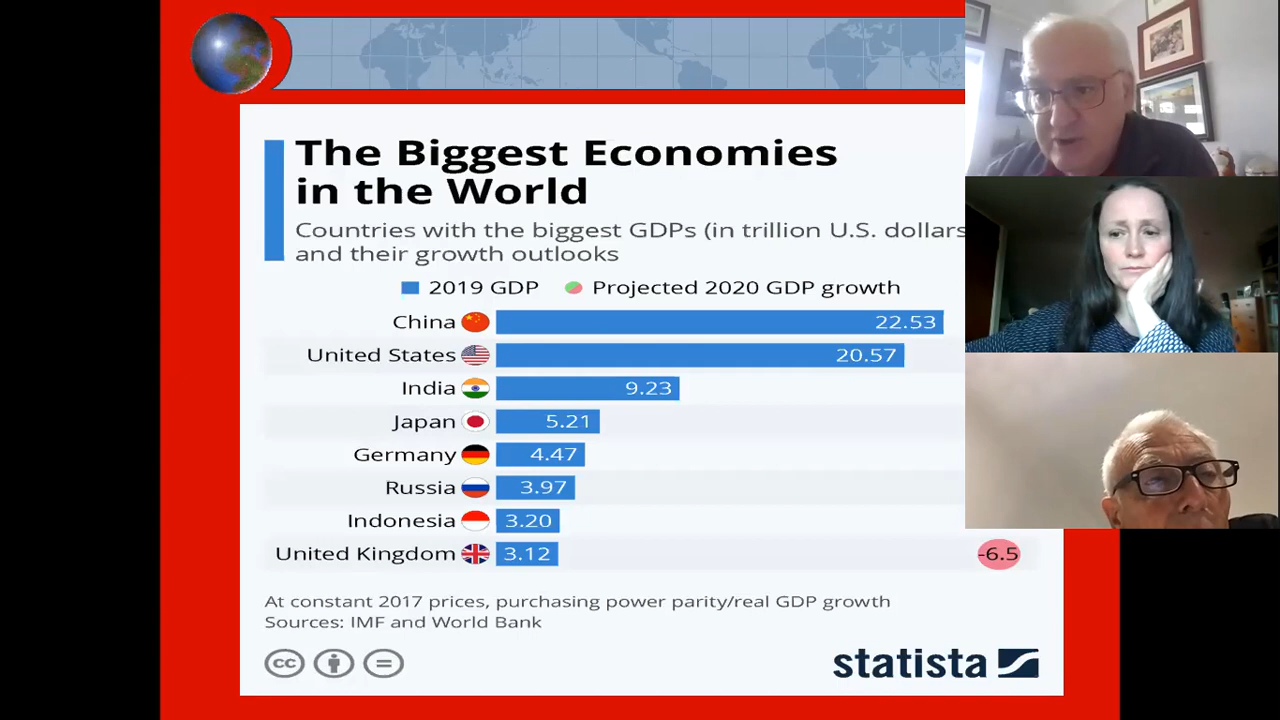 The Biggest Economies
in the World
Countries with the biggest GDPs (in trillion U.S. dollars
and their growth outlooks
2019 GDP Projected 2020 GDP growth
China 22.53
United States 20.57
India 9.23
Japan 5.21
Germany 4.47
Russia 3.97
Indonesia 3.20
United Kingdom 3.12 -6.5
At constant 2017 prices, purchasing power parity/real GDP growth
Sources: IMF and World Bank
cc =
statista